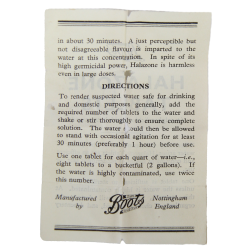 in about 30 minutes. A just perceptible but
not disagreeable flavour is imparted to the
water at this concentration. In spite of its
high germicidal power, Halazone is harmless
even in large doses.
DIRECTIONS
To render suspected water safe for drinking
and domestic purposes generally, add the
required number of tablets to the water and
shake or stir thoroughly to ensure complete
solution. The water should then be allowed
to stand with occasional agitation for at least
30 minutes (preferably 1 hour) before use.
Use one tablet for each quart of water—i.e.,
eight tablets to a bucketful (2 gallons). If
the water is highly contaminated, use twice
this number.
Manufactured by Boots Nottingham England